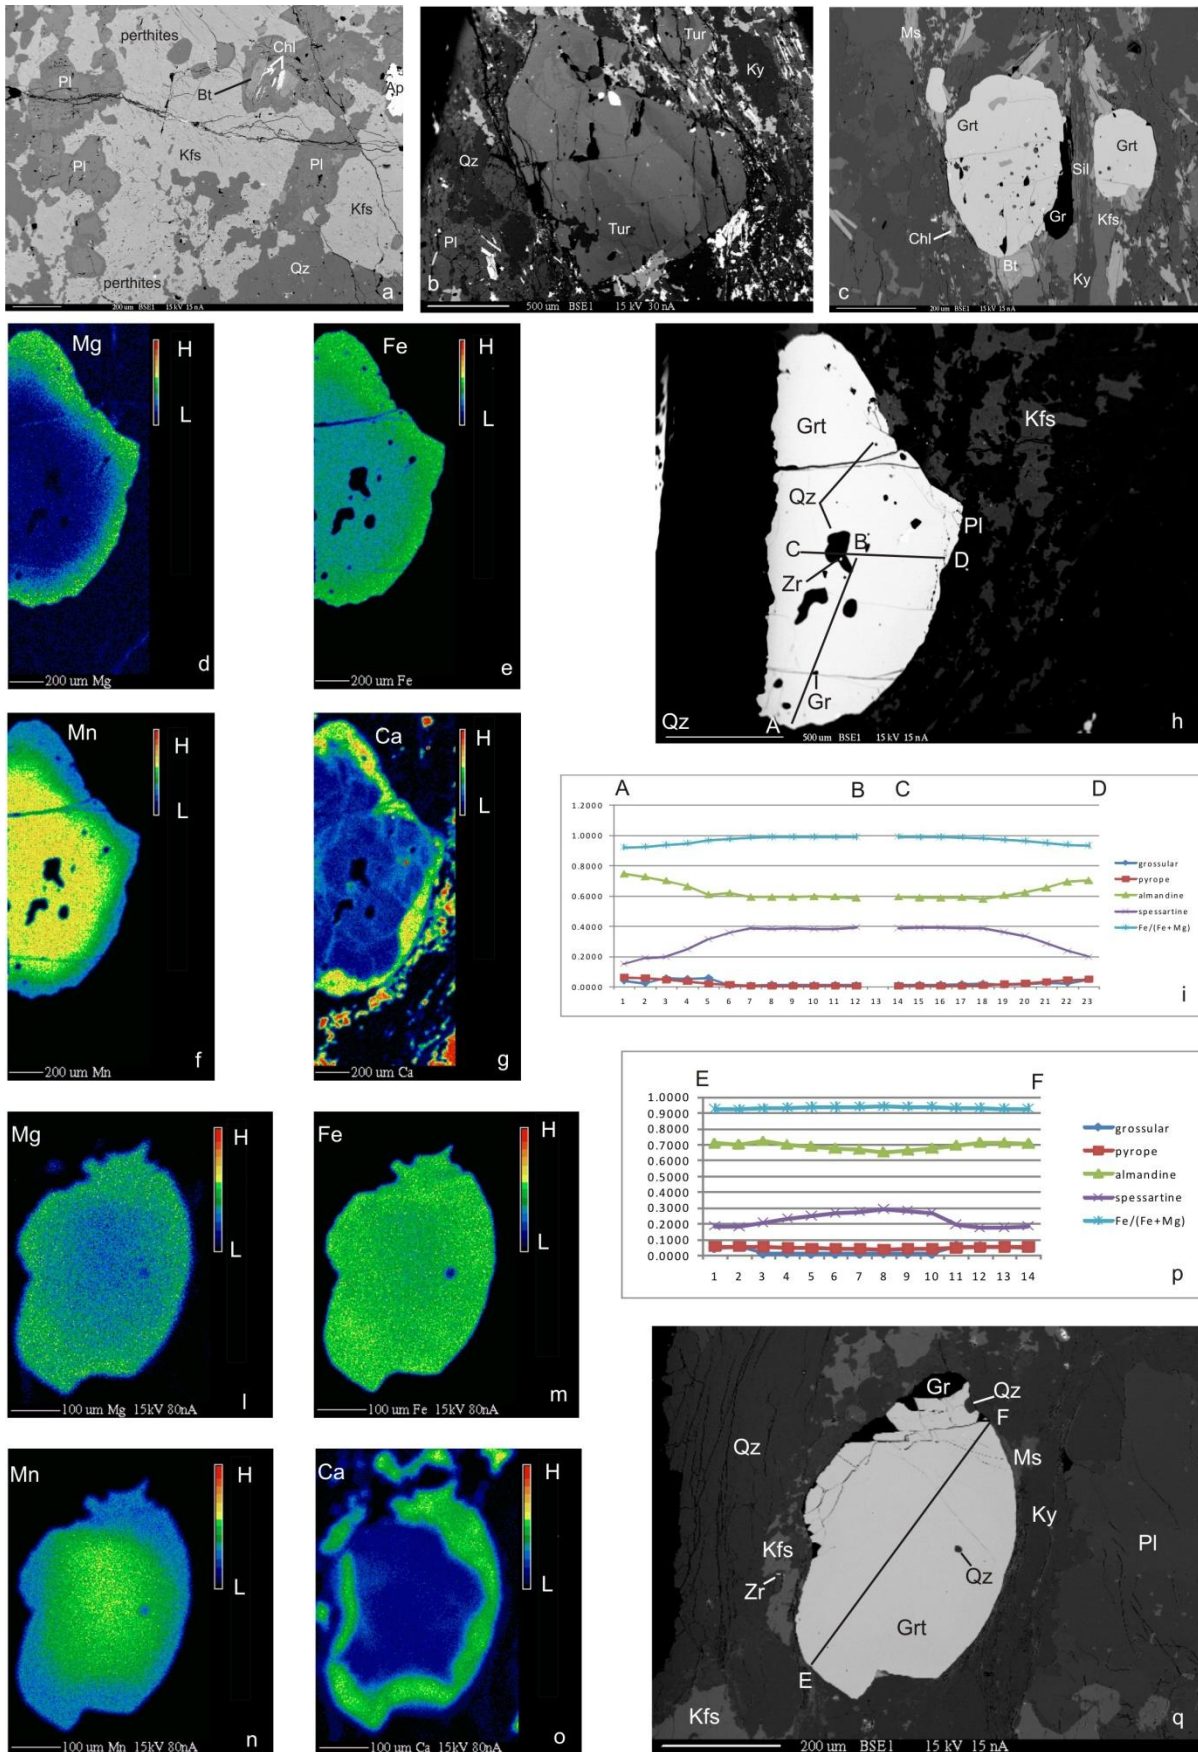 perthites
Chl
Pl
Bt
Ap
Kfs
Pl
Pl
Kfs
Qz
perthites
a
200 um BSE1 15 kV 15 nA
Tur
Ky
Qz
Tur
Pl
b
500 um BSE1 15 kV 30 nA
Ms
Grt
Grt
Sil
Gr
Kfs
Chl
Bt
Ky
c
200 um BSE1 15 kV 15 nA
Mg
H
L
d
200 um Mg
Fe
H
L
e
200 um Fe
Grt
Kfs
Qz
Pl
C
B
D
Zr
Gr
Qz
A
h
500 um BSE1 15 kV 15 nA
Mn
H
L
f
200 um Mn
Ca
H
L
g
200 um Ca
A B C D
1.2000
1.0000
0.8000
0.6000
0.4000
0.2000
0.0000
1 2 3 4 5 6 7 8 9 10 11 12 13 14 15 16 17 18 19 20 21 22 23
grossular
pyrope
almandine
spessartine
Fe/(Fe+Mg)
i
E F
1.0000
0.9000
0.8000
0.7000
0.6000
0.5000
0.4000
0.3000
0.2000
0.1000
0.0000
1 2 3 4 5 6 7 8 9 10 11 12 13 14
grossular
pyrope
almandine
spessartine
Fe/(Fe+Mg)
p
Mg
H
L
l
100 um Mg 15kV 80nA
Fe
H
L
m
100 um Fe 15kV 80nA
Mn
H
L
n
100 um Mn 15kV 80nA
Ca
H
L
o
100 um Ca 15kV 80nA
Gr
Qz
F
Qz
Ms
Ky
Pl
Kfs
Zr
Qz
Grt
E
Kfs
q
200 um BSE1 15 kV 15 nA